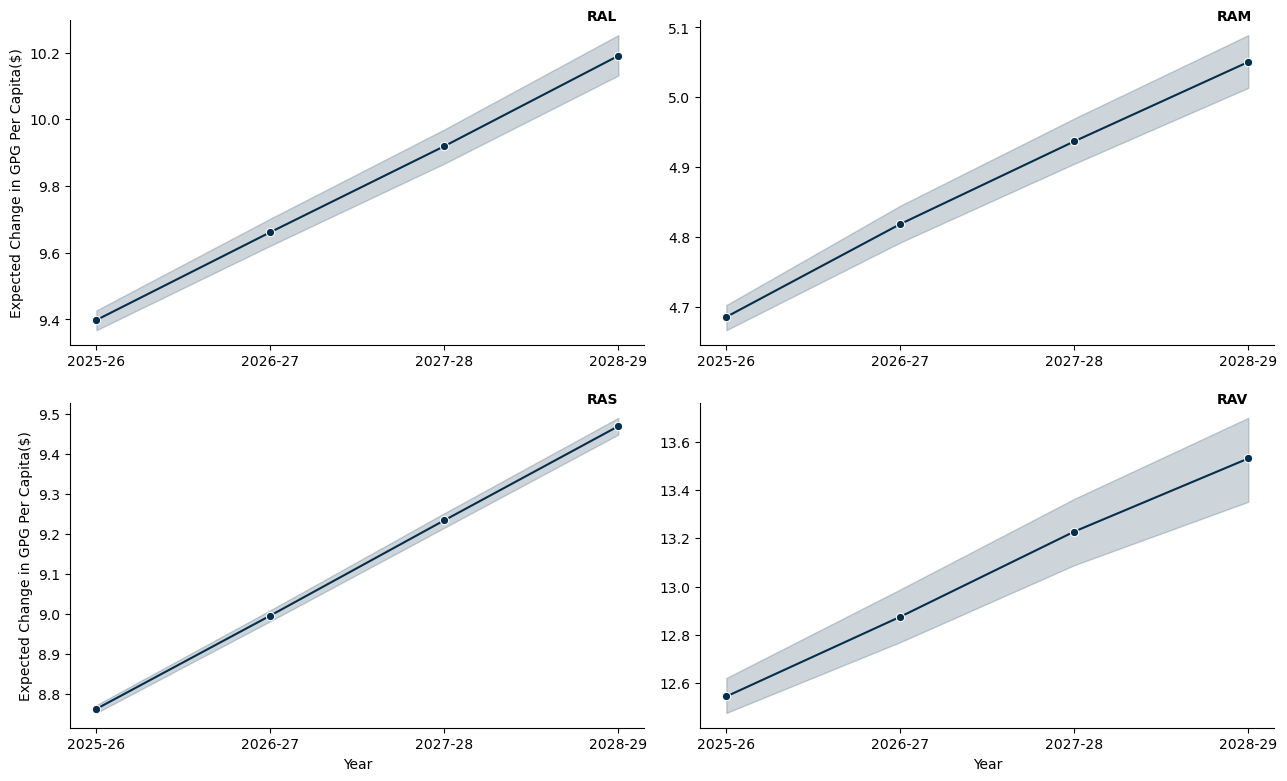 RAL
Expected Change in GPG Per Capita($)
10.2
10.0
9.8
9.6
9.4
2025-26 2026-27 2027-28 2028-29
RAM
5.1
5.0
4.9
4.8
4.7
2025-26 2026-27 2027-28 2028-29
RAS
Expected Change in GPG Per Capita($)
9.5
9.4
9.3
9.2
9.1
9.0
8.9
8.8
2025-26 2026-27 2027-28 2028-29
Year
RAV
13.6
13.4
13.2
13.0
12.8
12.6
2025-26 2026-27 2027-28 2028-29
Year